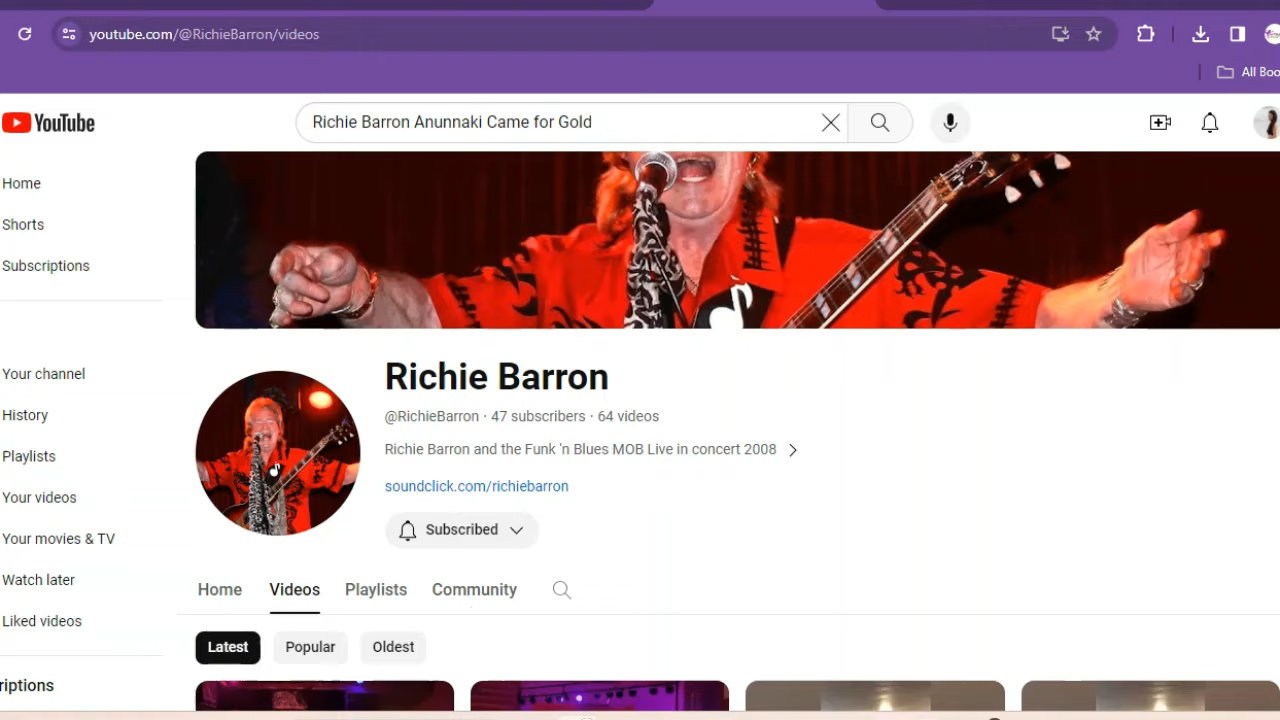 youtube.com/@RichieBarron/videos
All Boo
YouTube
Richie Barron Anunnaki Came for Gold
Home
Shorts
Subscriptions
Your channel
History
Playlists
Your videos
Your movies & TV
Watch later
Liked videos
riptions
Richie Barron
@RichieBarron · 47 subscribers · 64 videos
Richie Barron and the Funk 'n Blues MOB Live in concert 2008
soundclick.com/richiebarron
Subscribed
Home Videos Playlists Community
Latest Popular Oldest